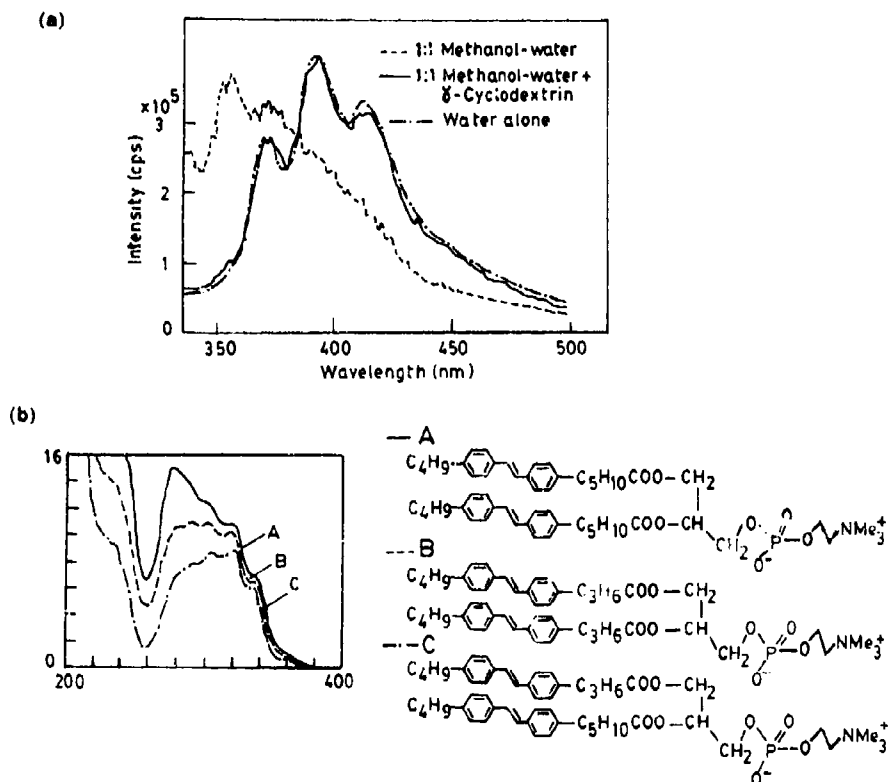 (a)
1:1 Methanol-water
1:1 Methanol-water +
γ-Cyclodextrin
Water alone
×10⁵
3
2
1
0
Intensity (cps)
350
400
450
500
Wavelength (nm)
(b)
16
0
200
400
A
B
C
A
C₄H₉
C₅H₁₀COO
CH₂
C₄H₉
C₅H₁₀COO
CH
CH₂
O
P
O
O⁻
O
NMe₃⁺
B
C₄H₉
C₃H₆COO
CH₂
C₄H₉
C₃H₆COO
CH
CH₂
O
P
O
O⁻
O
NMe₃⁺
C
C₄H₉
C₃H₆COO
CH₂
C₄H₉
C₅H₁₀COO
CH
CH₂
O
P
O
O⁻
O
NMe₃⁺